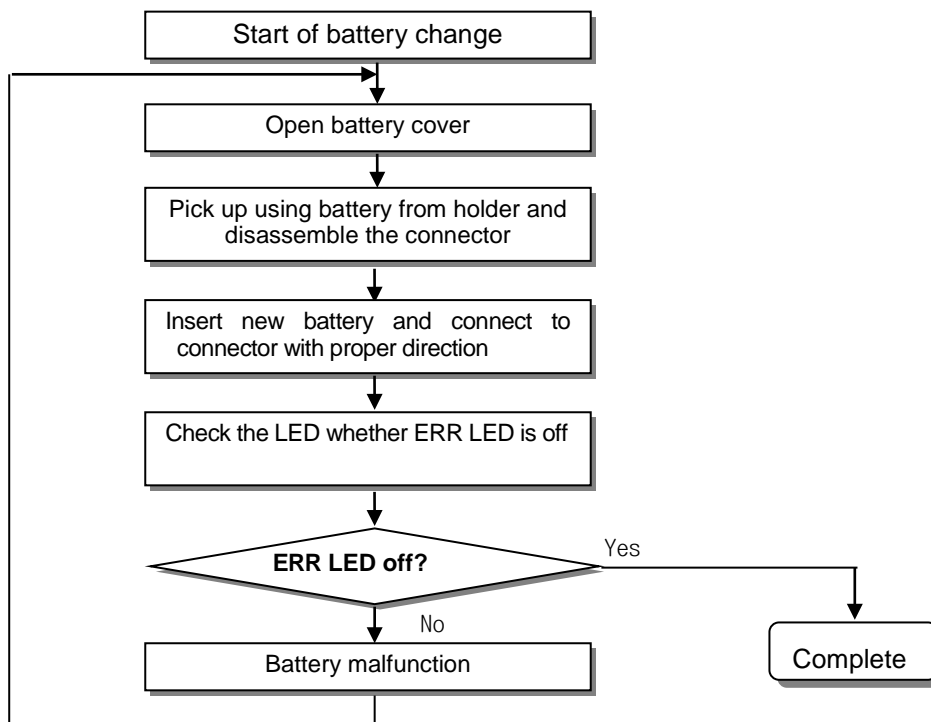 Start of battery change
Open battery cover
Pick up using battery from holder and
disassemble the connector
Insert new battery and connect to
connector with proper direction
Check the LED whether ERR LED is off
ERR LED off?
Yes
No
Battery malfunction
Complete